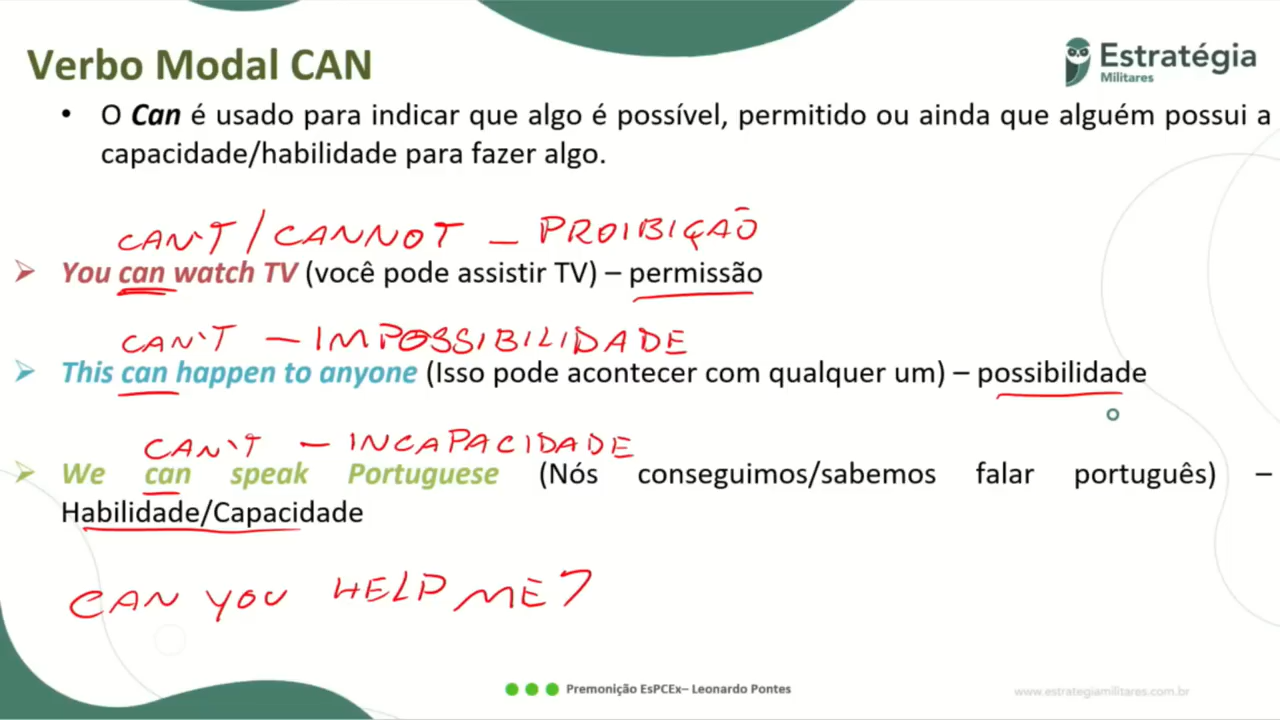 Verbo Modal CAN
Estratégia
Militares
• O Can é usado para indicar que algo é possível, permitido ou ainda que alguém possui a
capacidade/habilidade para fazer algo.
CAN'T / CANNOT – PROIBIÇÃO
You can watch TV (você pode assistir TV) – permissão
CAN'T – IMPOSSIBILIDADE
This can happen to anyone (Isso pode acontecer com qualquer um) – possibilidade
CAN'T – INCAPACIDADE
We can speak Portuguese (Nós conseguimos/sabemos falar português) –
Habilidade/Capacidade
CAN YOU HELP ME?
Premonição EsPCEx– Leonardo Pontes
www.estrategiamilitares.com.br